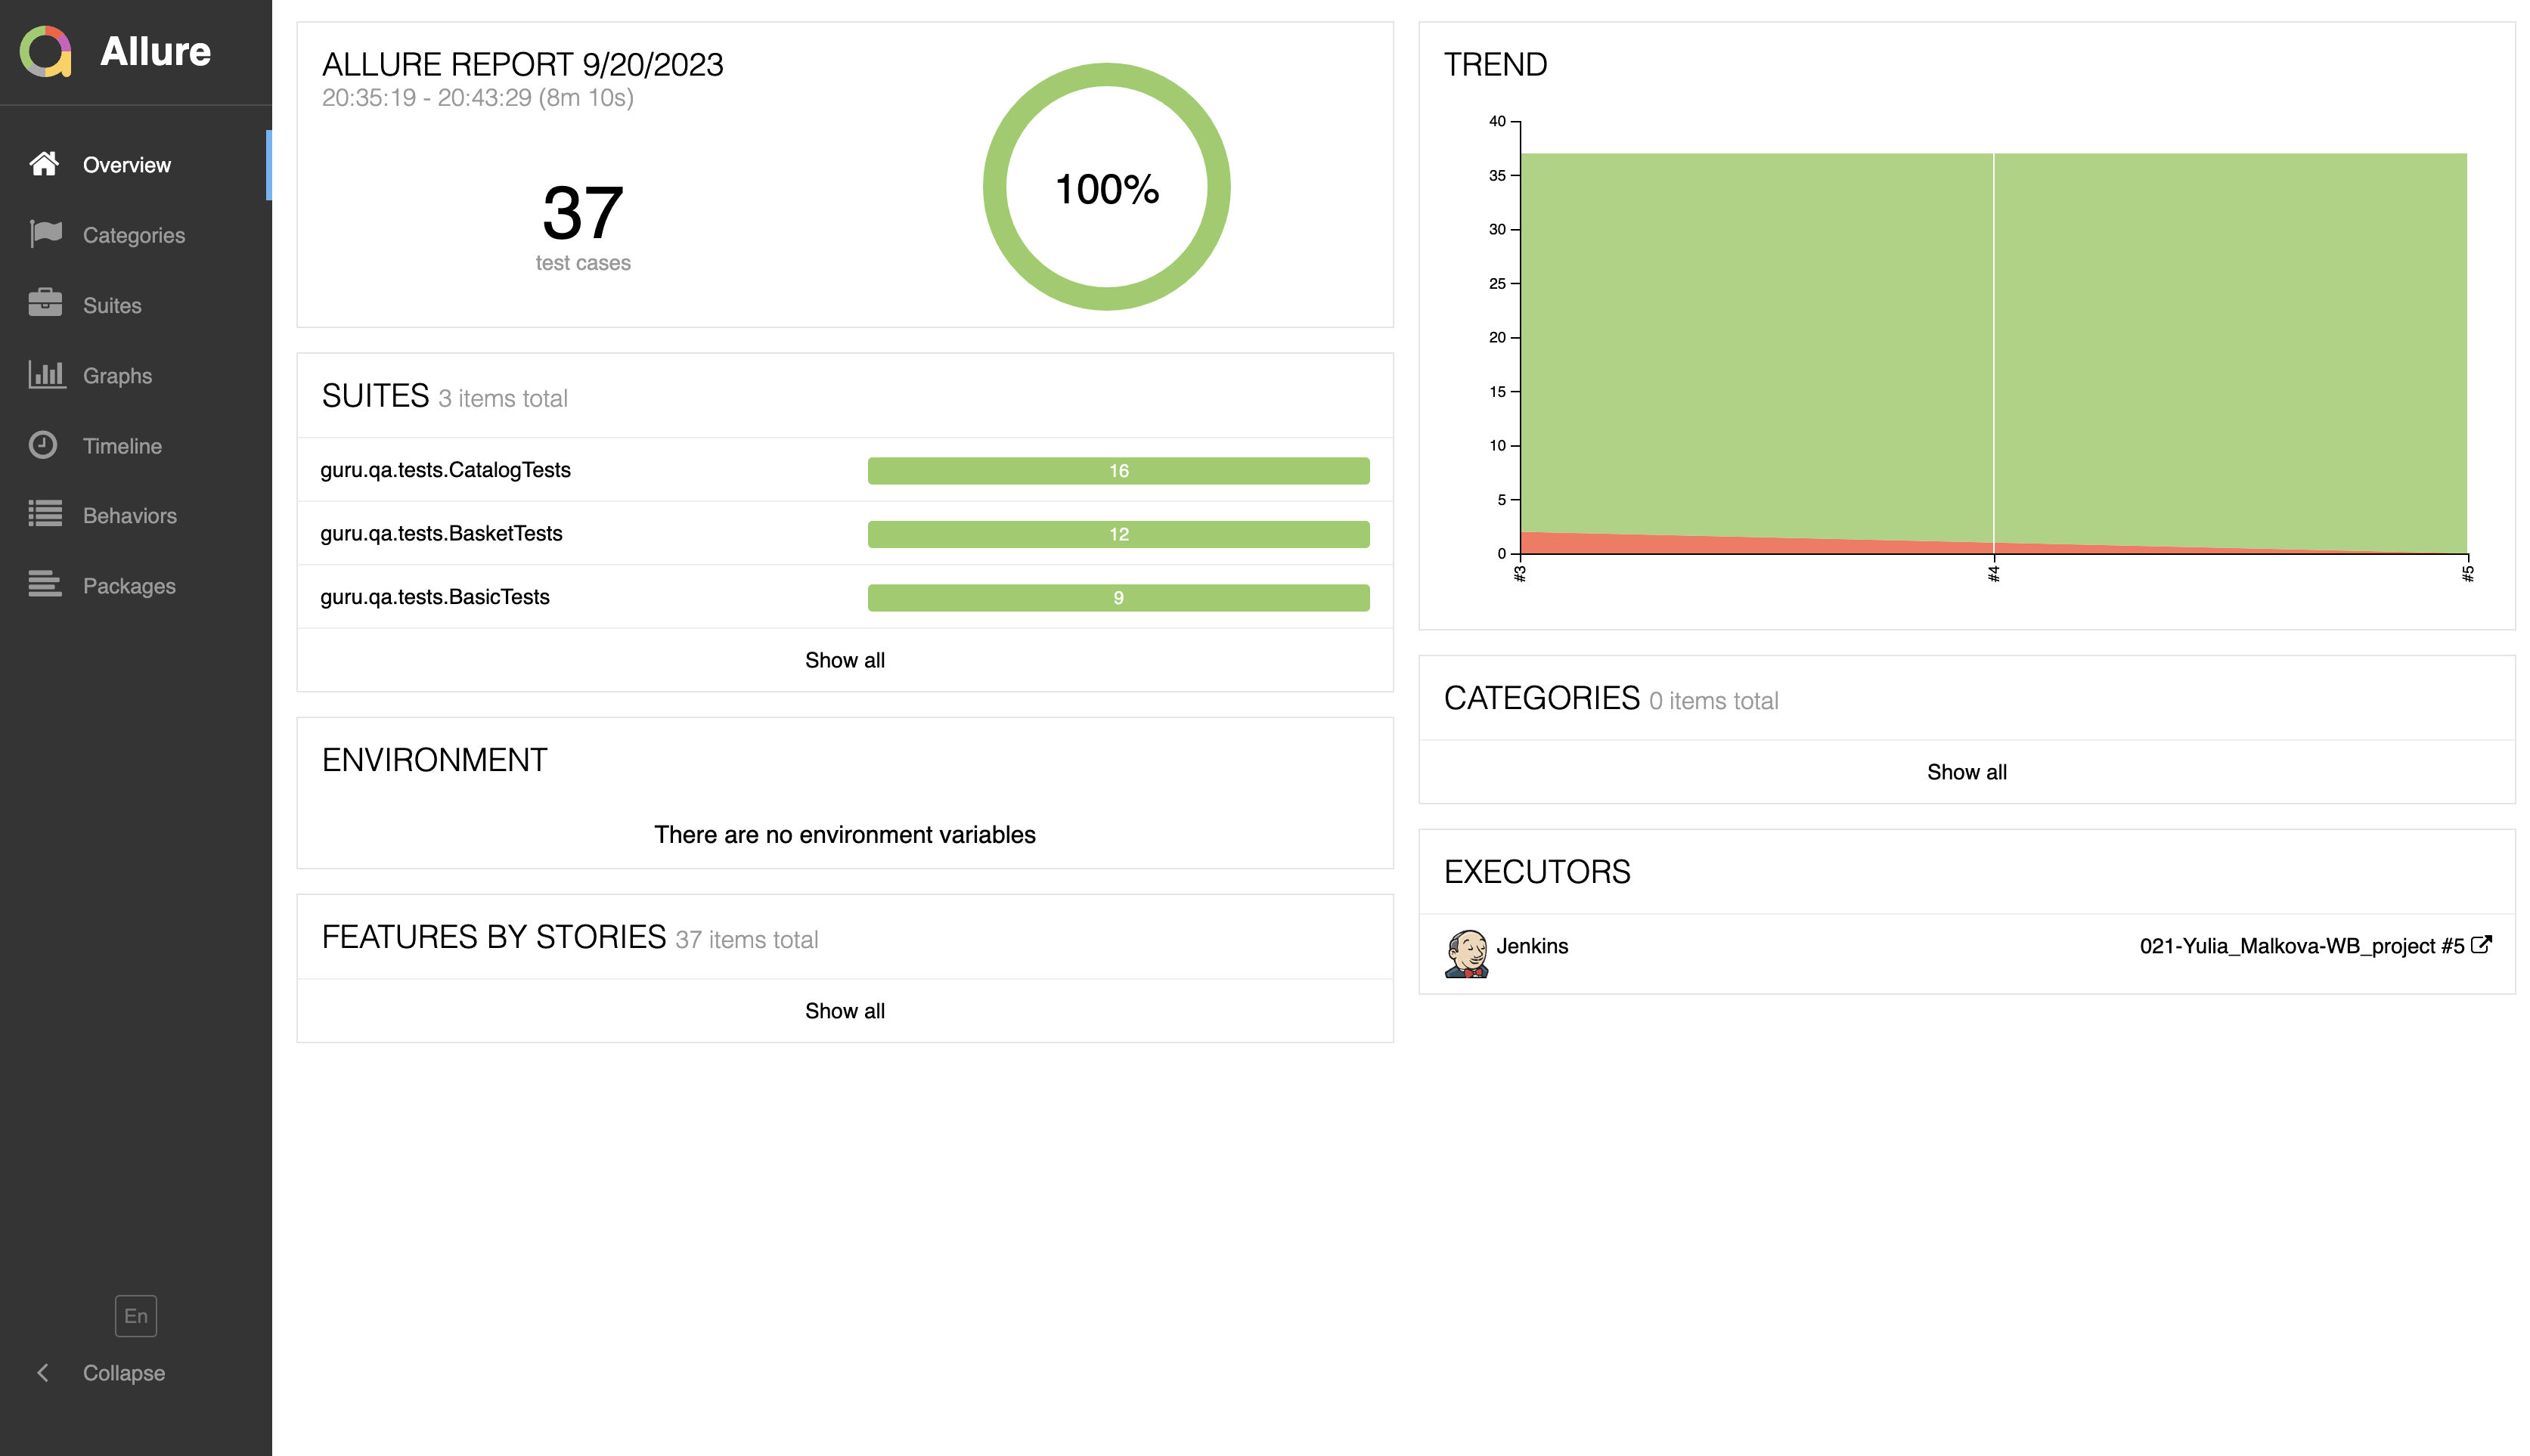 Allure
Overview
Categories
Suites
Graphs
Timeline
Behaviors
Packages
En
Collapse
ALLURE REPORT 9/20/2023
20:35:19 - 20:43:29 (8m 10s)
37
test cases
100%
SUITES 3 items total
guru.qa.tests.CatalogTests 16
guru.qa.tests.BasketTests 12
guru.qa.tests.BasicTests 9
Show all
ENVIRONMENT
There are no environment variables
FEATURES BY STORIES 37 items total
Show all
TREND
40
35
30
25
20
15
10
5
0
#3 #4 #5
CATEGORIES 0 items total
Show all
EXECUTORS
Jenkins 021-Yulia_Malkova-WB_project #5